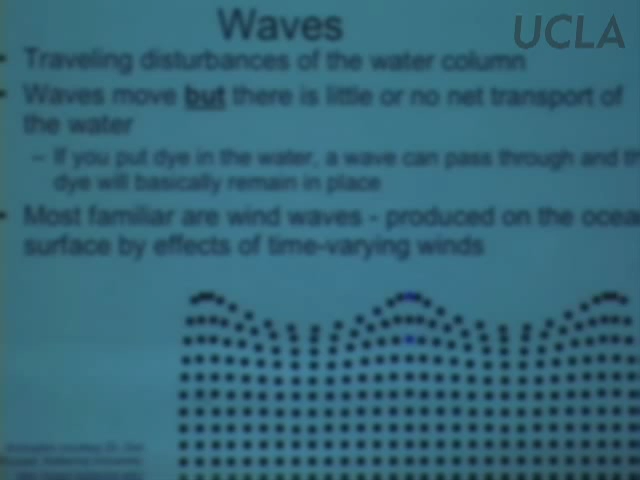 Waves
UCLA
Traveling disturbances of the water column
Waves move but there is little or no net transport of
the water
– If you put dye in the water, a wave can pass through and th
dye will basically remain in place
Most familiar are wind waves - produced on the ocea
surface by effects of time-varying winds